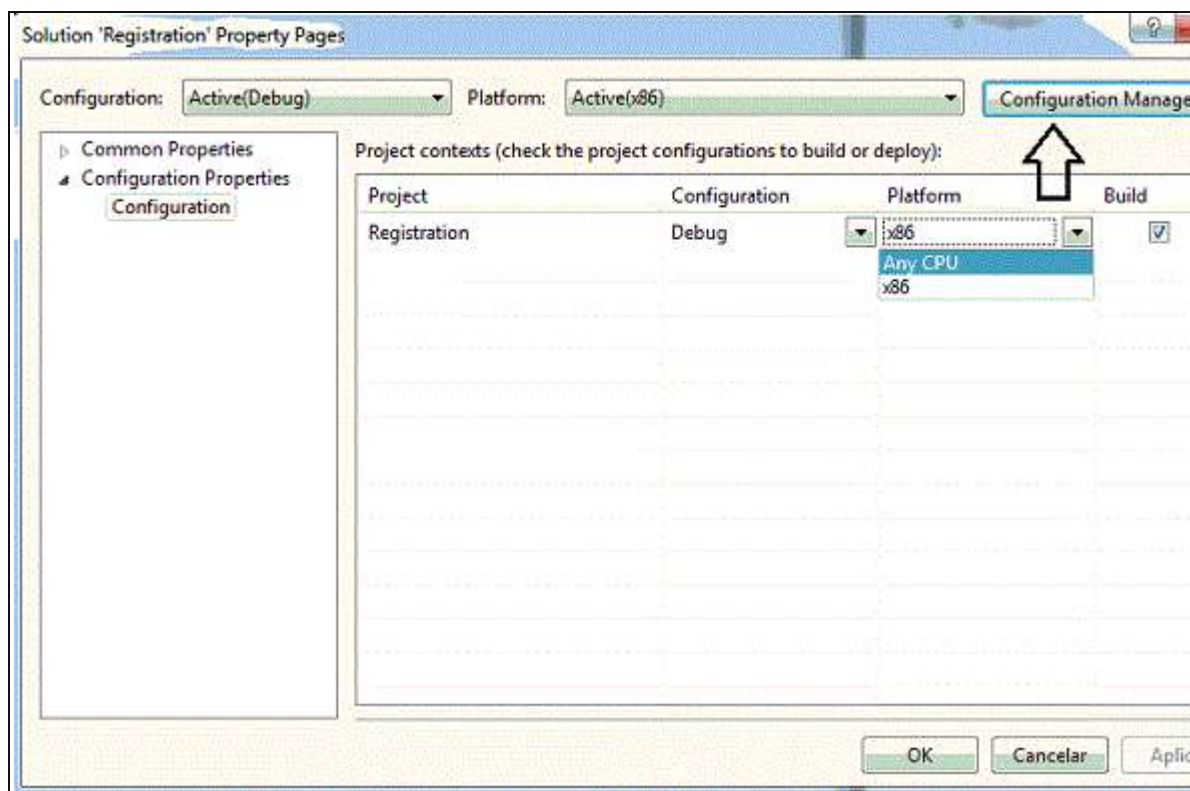 Solution 'Registration' Property Pages
Configuration: Active(Debug) Platform: Active(x86) Configuration Manage
Common Properties
Configuration Properties
Configuration
Project contexts (check the project configurations to build or deploy):
Project Configuration Platform Build
Registration Debug x86
Any CPU
x86
OK Cancelar Aplic